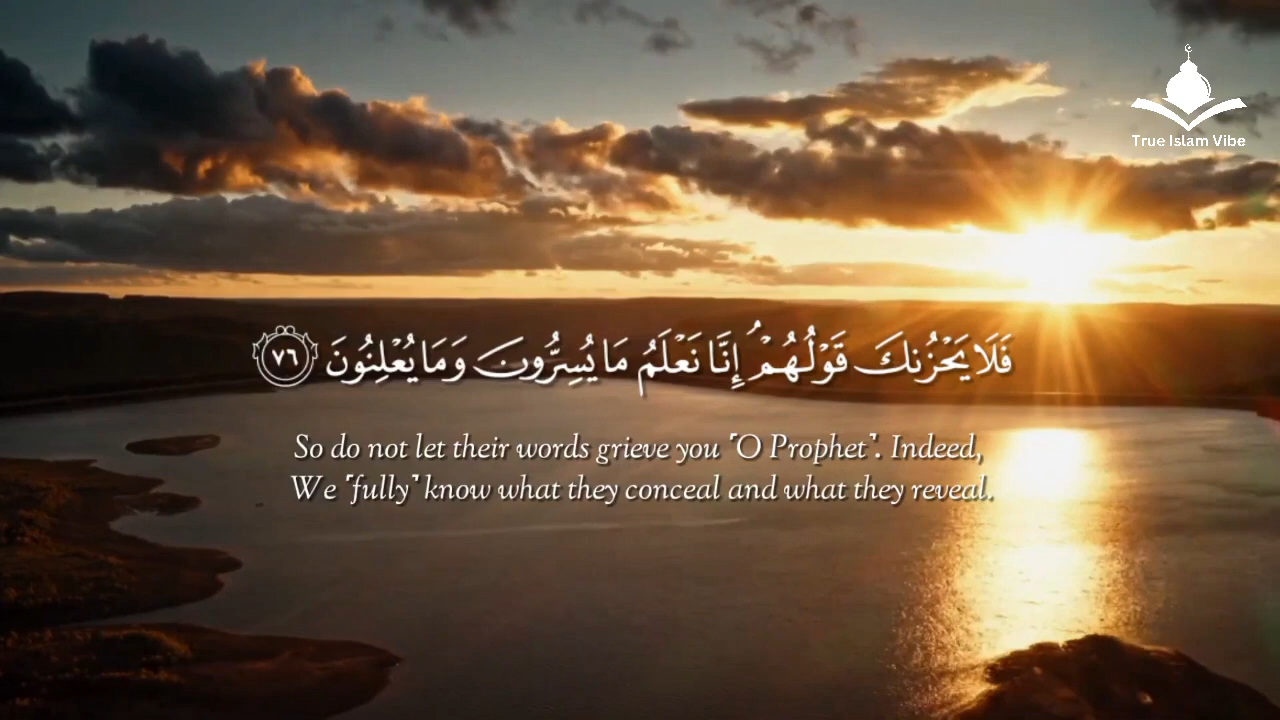 True Islam Vibe
فَلَا يَحْزُنكَ قَوْلُهُمْ ۘ إِنَّا نَعْلَمُ مَا يُسِرُّونَ وَمَا يُعْلِنُونَ ٧٦
So do not let their words grieve you ˹O Prophet˺. Indeed,
We ˹fully˺ know what they conceal and what they reveal.